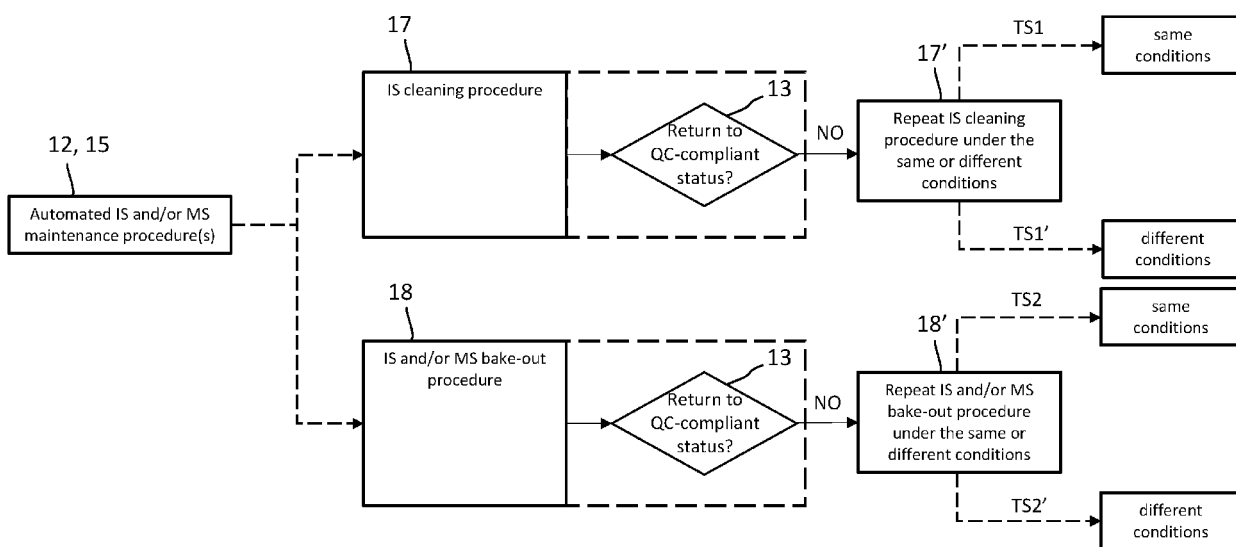 12, 15
Automated IS and/or MS
maintenance procedure(s)
17
IS cleaning procedure
13
Return to
QC-compliant
status?
NO
17’
Repeat IS cleaning
procedure under the
same or different
conditions
TS1
same
conditions
TS1’
different
conditions
18
IS and/or MS bake-out
procedure
13
Return to
QC-compliant
status?
NO
18’
Repeat IS and/or MS
bake-out procedure
under the same or
different conditions
TS2
same
conditions
TS2’
different
conditions